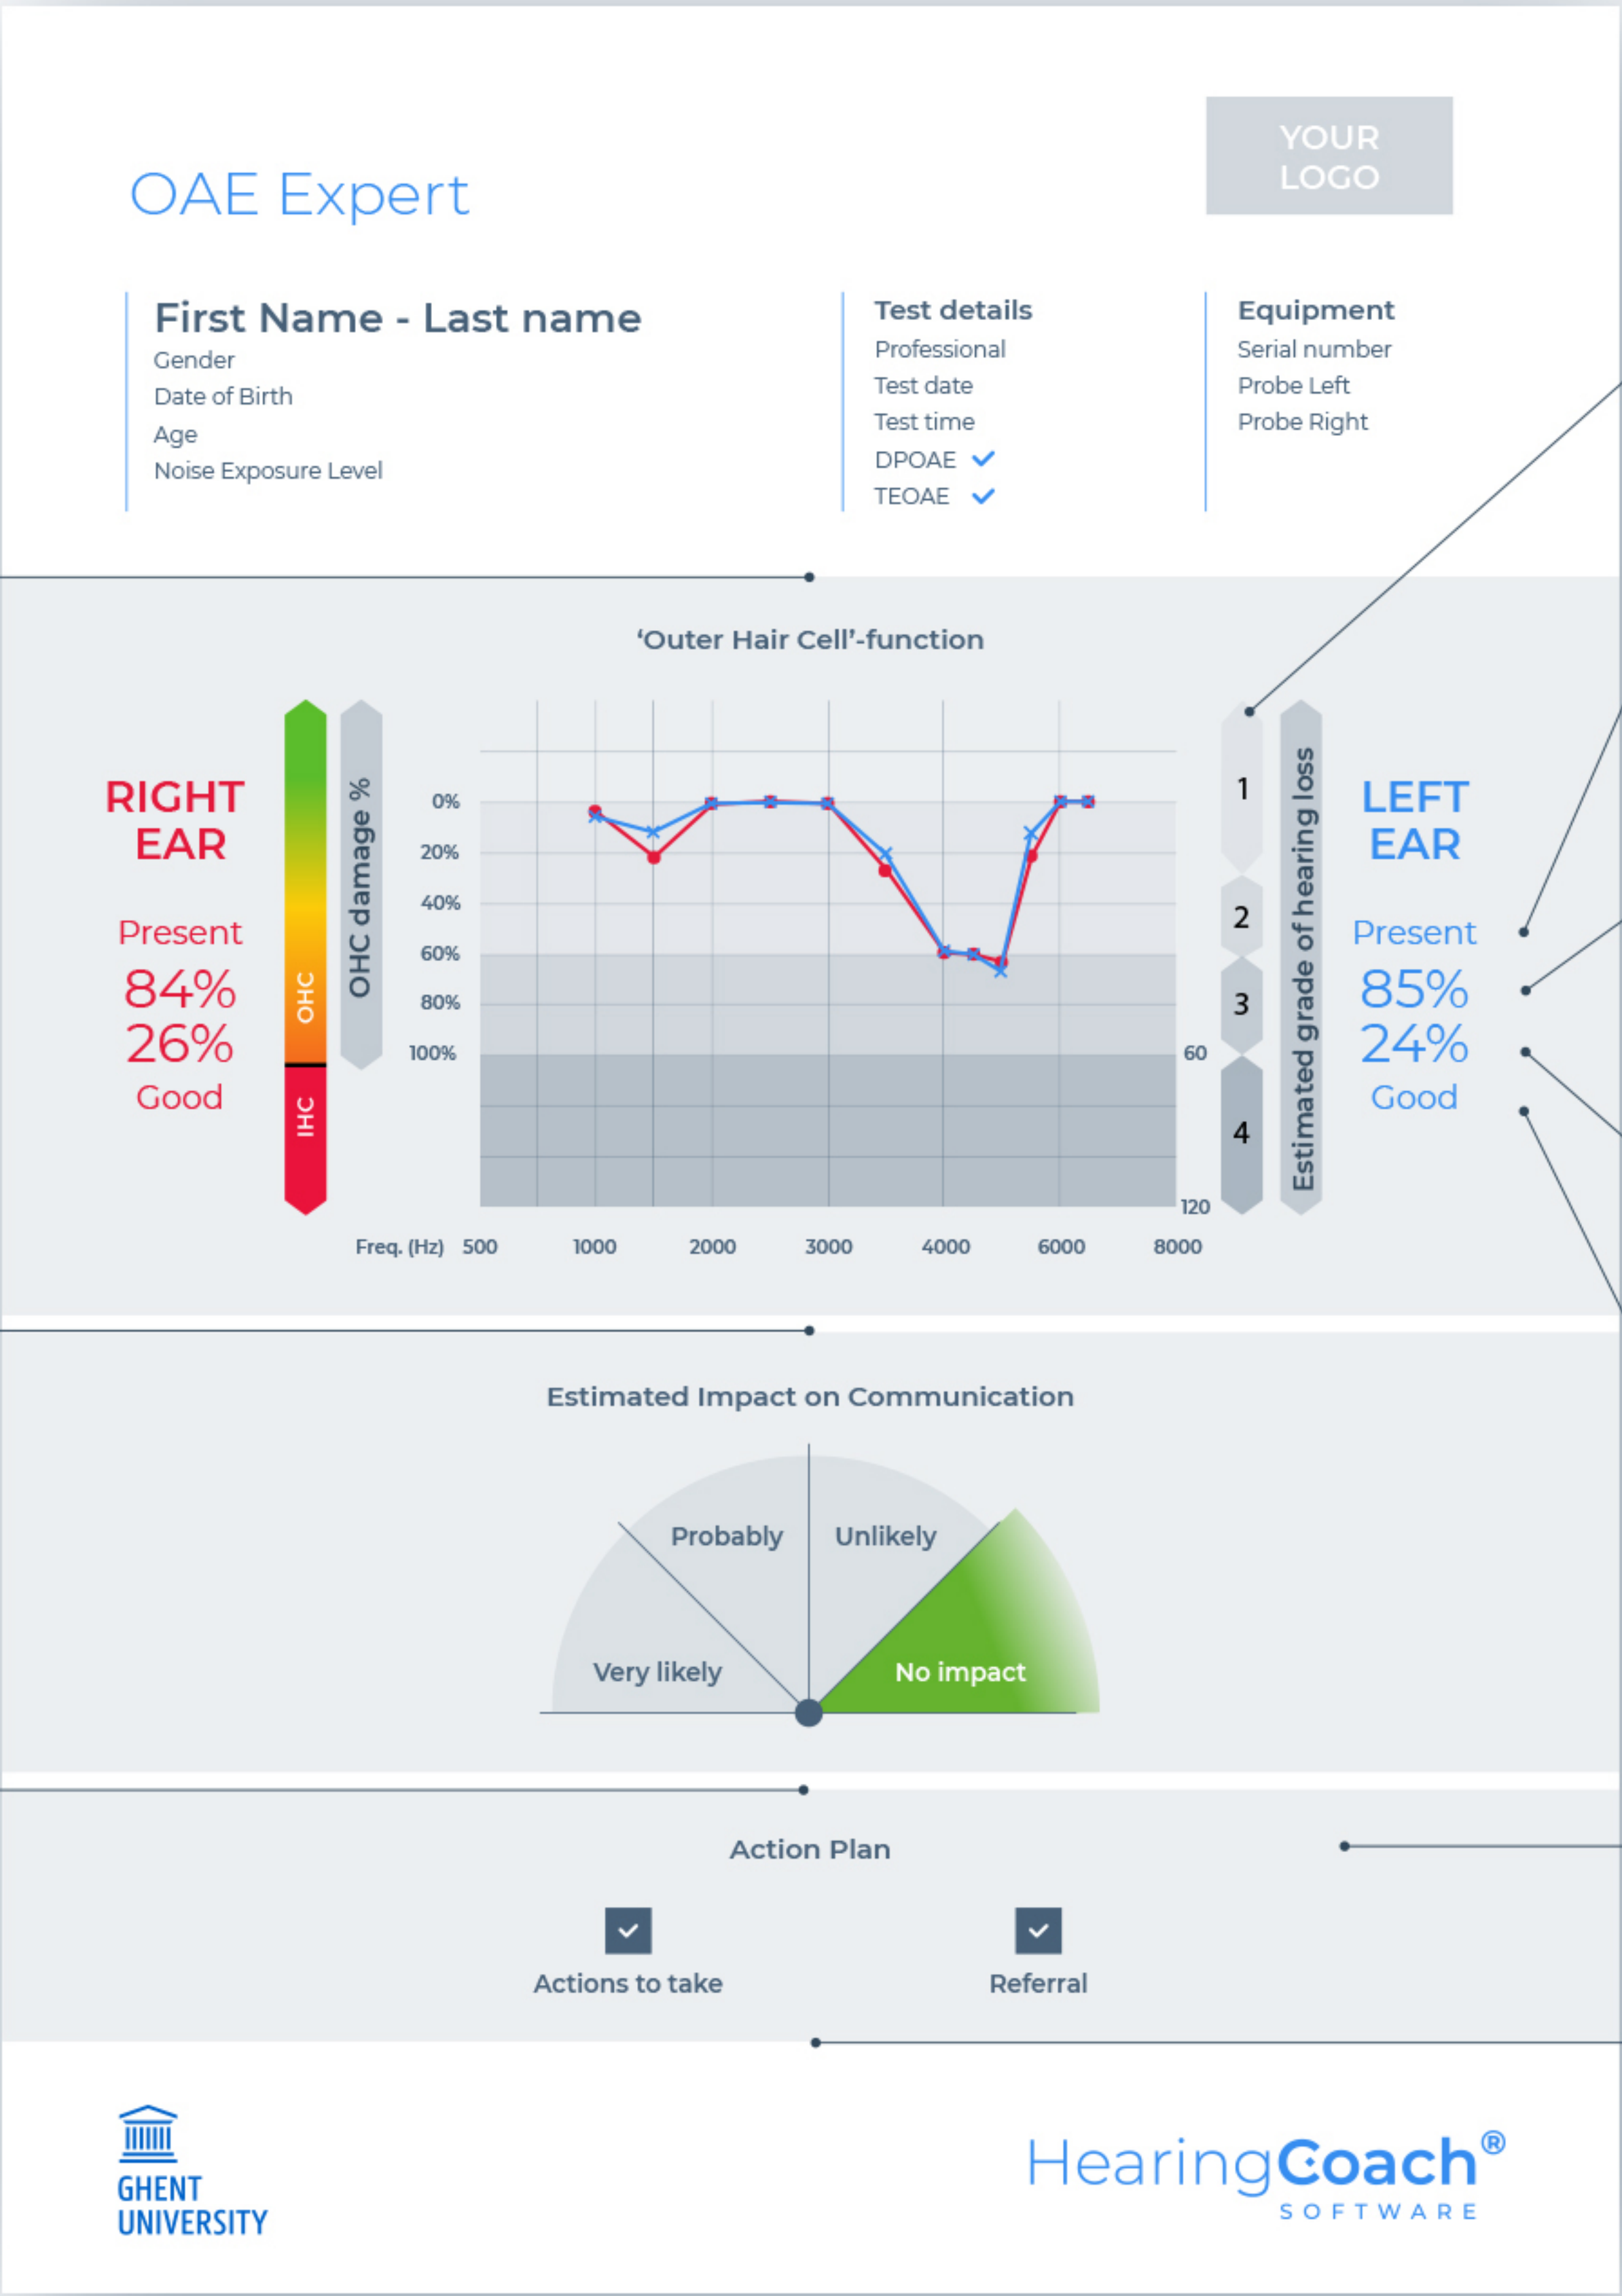 YOUR
LOGO
OAE Expert
First Name - Last name
Gender
Date of Birth
Age
Noise Exposure Level
Test details
Professional
Test date
Test time
DPOAE
TEOAE
Equipment
Serial number
Probe Left
Probe Right
‘Outer Hair Cell’-function
RIGHT
EAR
Present
84%
26%
Good
OHC
IHC
OHC damage %
0%
20%
40%
60%
80%
100%
60
120
Freq. (Hz) 500 1000 2000 3000 4000 6000 8000
1
2
3
4
Estimated grade of hearing loss
LEFT
EAR
Present
85%
24%
Good
Estimated Impact on Communication
Probably
Unlikely
Very likely
No impact
Action Plan
Actions to take
Referral
GHENT
UNIVERSITY
HearingCoach®
SOFTWARE